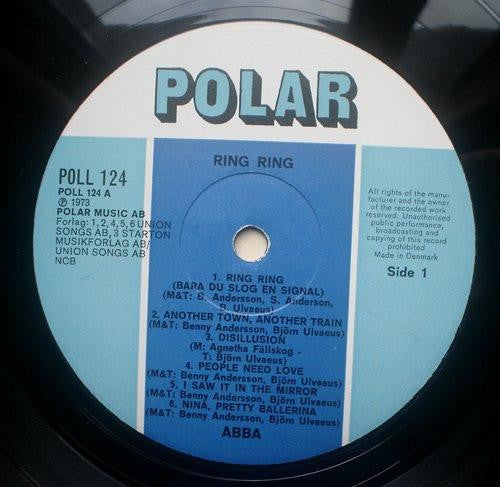 POLAR
RING RING
POLL 124
POLL 124 A
℗ 1973
POLAR MUSIC AB
Forlag: 1, 2, 4, 5, 6 UNION
SONGS AB, 3 STARTON
MUSIKFORLAG AB/
UNION SONGS AB
NCB
All rights of the manu-
facturer and the owner
of the recorded work
reserved. Unauthorised
public performance,
broadcasting and
copying of this record
prohibited
Made in Denmark
Side 1
1. RING RING
(BARA DU SLOG EN SIGNAL)
(M&T: B. Andersson, S. Anderson,
B. Ulvaeus)
2. ANOTHER TOWN, ANOTHER TRAIN
(M&T: Benny Andersson, Björn Ulvaeus)
3. DISILLUSION
(M: Agnetha Fällskog -
T: Björn Ulvaeus)
4. PEOPLE NEED LOVE
(M&T: Benny Andersson, Björn Ulvaeus)
5. I SAW IT IN THE MIRROR
(M&T: Benny Andersson, Björn Ulvaeus)
6. NINA, PRETTY BALLERINA
(M&T: Benny Andersson, Björn Ulvaeus)
ABBA